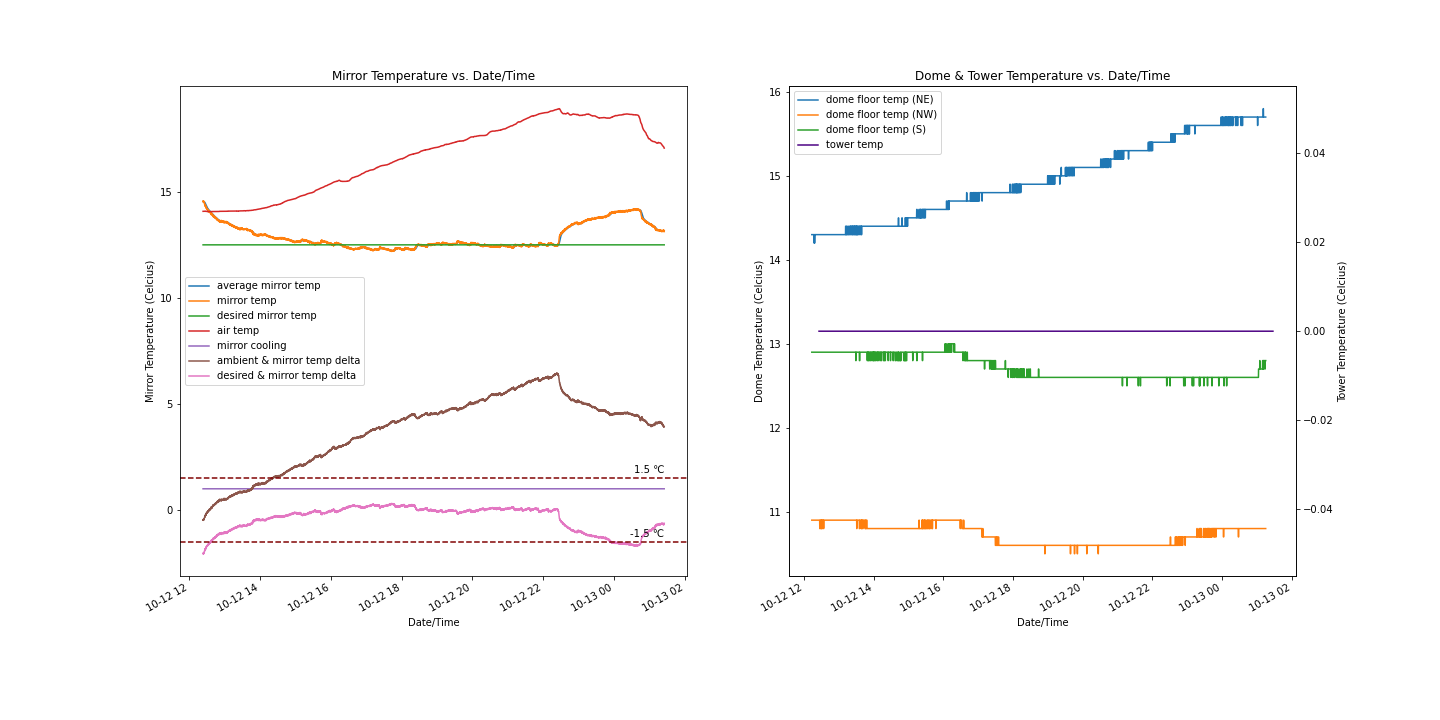 Mirror Temperature vs. Date/Time
Mirror Temperature (Celcius)
15
10
5
0
average mirror temp
mirror temp
desired mirror temp
air temp
mirror cooling
ambient & mirror temp delta
desired & mirror temp delta
1.5 °C
-1.5 °C
10-12 12
10-12 14
10-12 16
10-12 18
10-12 20
10-12 22
10-13 00
10-13 02
Date/Time
Dome & Tower Temperature vs. Date/Time
Dome Temperature (Celcius)
16
15
14
13
12
11
dome floor temp (NE)
dome floor temp (NW)
dome floor temp (S)
tower temp
0.04
0.02
0.00
−0.02
−0.04
Tower Temperature (Celcius)
10-12 12
10-12 14
10-12 16
10-12 18
10-12 20
10-12 22
10-13 00
10-13 02
Date/Time